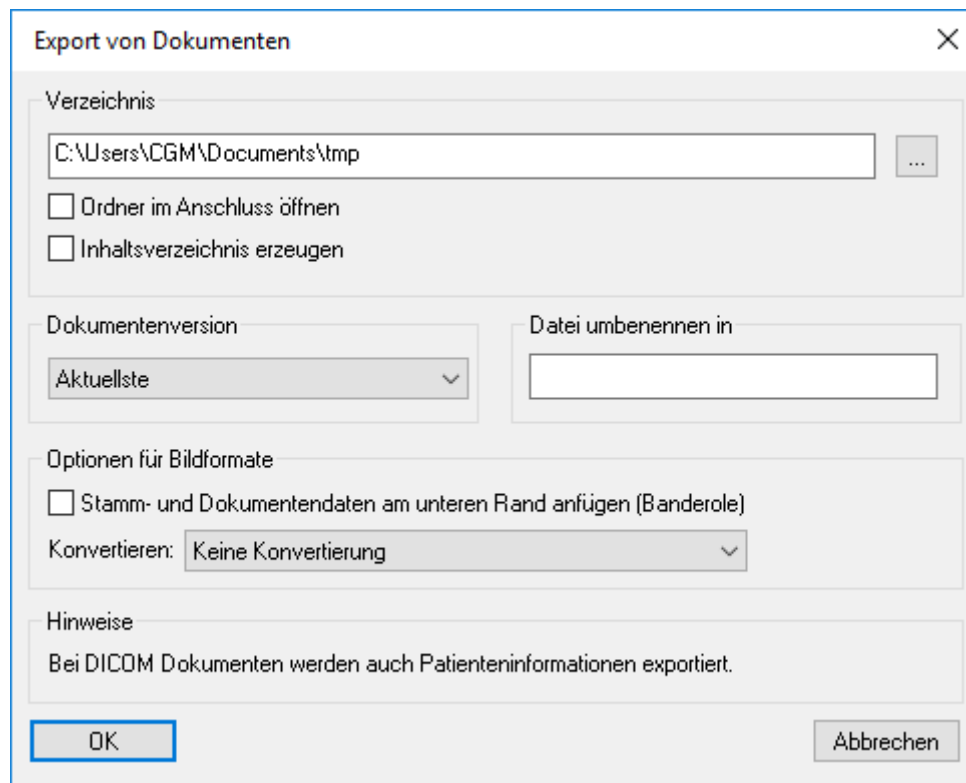 Export von Dokumenten
Verzeichnis
C:\Users\CGM\Documents\tmp
...
Ordner im Anschluss öffnen
Inhaltsverzeichnis erzeugen
Dokumentenversion
Datei umbenennen in
Aktuellste
Optionen für Bildformate
Stamm- und Dokumentendaten am unteren Rand anfügen (Banderole)
Konvertieren: Keine Konvertierung
Hinweise
Bei DICOM Dokumenten werden auch Patienteninformationen exportiert.
OK
Abbrechen